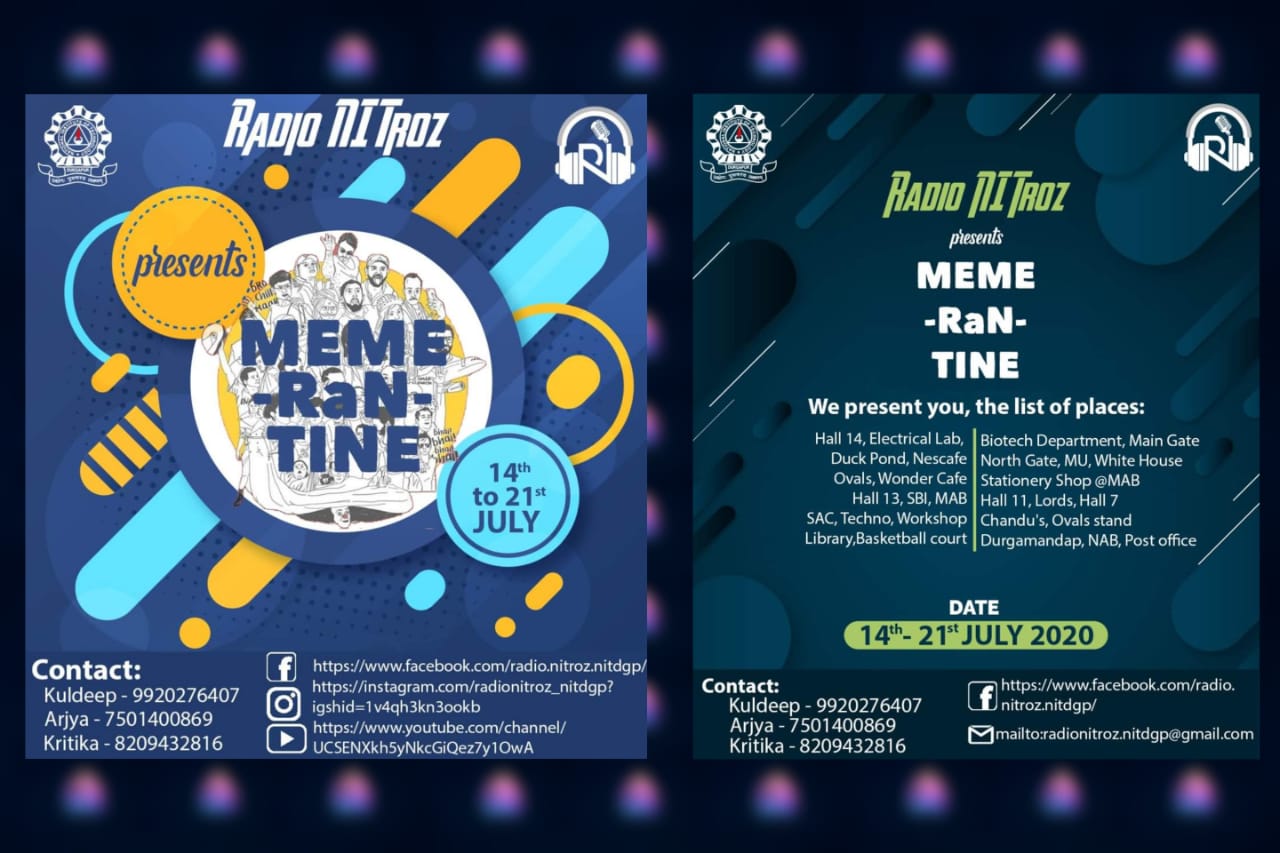 RADIO NITROZ
presents
BRO
Chill
MAAR
MEME
-RaN-
TINE
bhai!
bhai!
bhai!
14th
to 21st
JULY
Contact:
Kuldeep - 9920276407
Arjya - 7501400869
Kritika - 8209432816
https://www.facebook.com/radio.nitroz.nitdgp/
https://instagram.com/radionitroz_nitdgp?
igshid=1v4qh3kn3ookb
https://www.youtube.com/channel/
UCSENXkh5yNkcGiQez7y1OwA
RADIO NITROZ
presents
MEME
-RaN-
TINE
We present you, the list of places:
Hall 14, Electrical Lab,
Duck Pond, Nescafe
Ovals, Wonder Cafe
Hall 13, SBI, MAB
SAC, Techno, Workshop
Library,Basketball court
Biotech Department, Main Gate
North Gate, MU, White House
Stationery Shop @MAB
Hall 11, Lords, Hall 7
Chandu's, Ovals stand
Durgamandap, NAB, Post office
DATE
14th- 21st JULY 2020
Contact:
Kuldeep - 9920276407
Arjya - 7501400869
Kritika - 8209432816
https://www.facebook.com/radio.
nitroz.nitdgp/
mailto:radionitroz.nitdgp@gmail.com